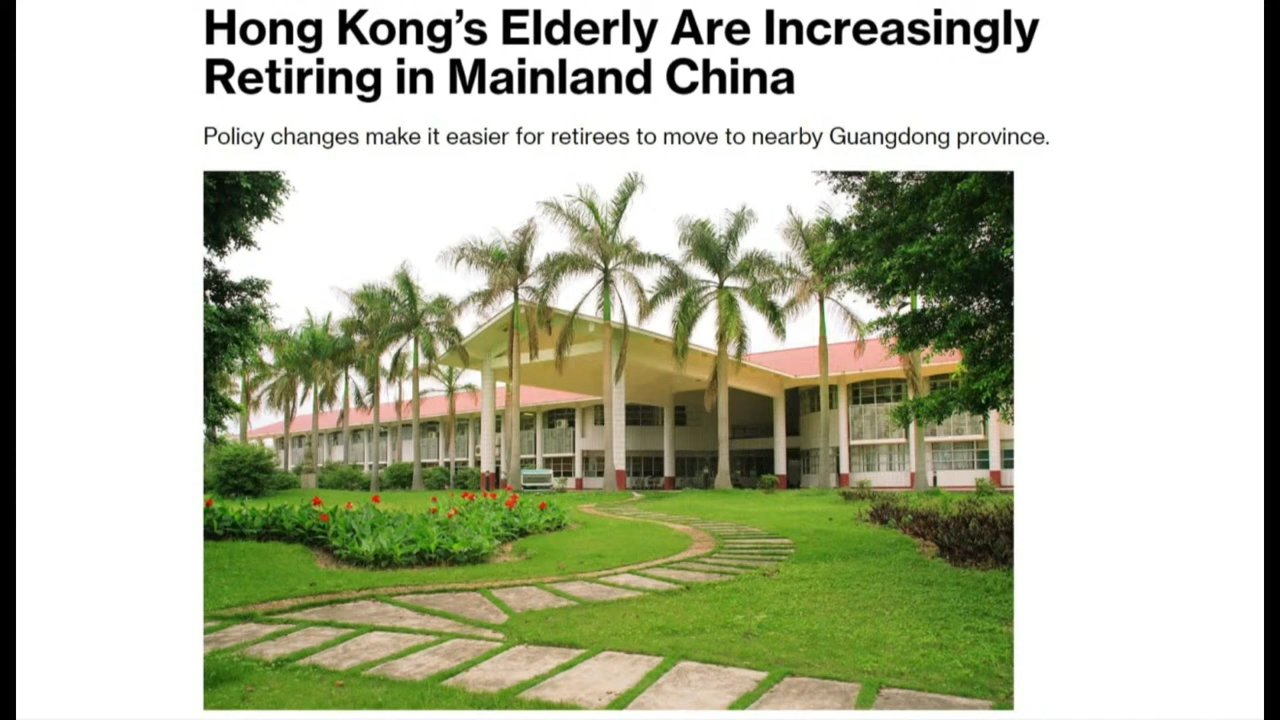 Hong Kong’s Elderly Are Increasingly
Retiring in Mainland China
Policy changes make it easier for retirees to move to nearby Guangdong province.